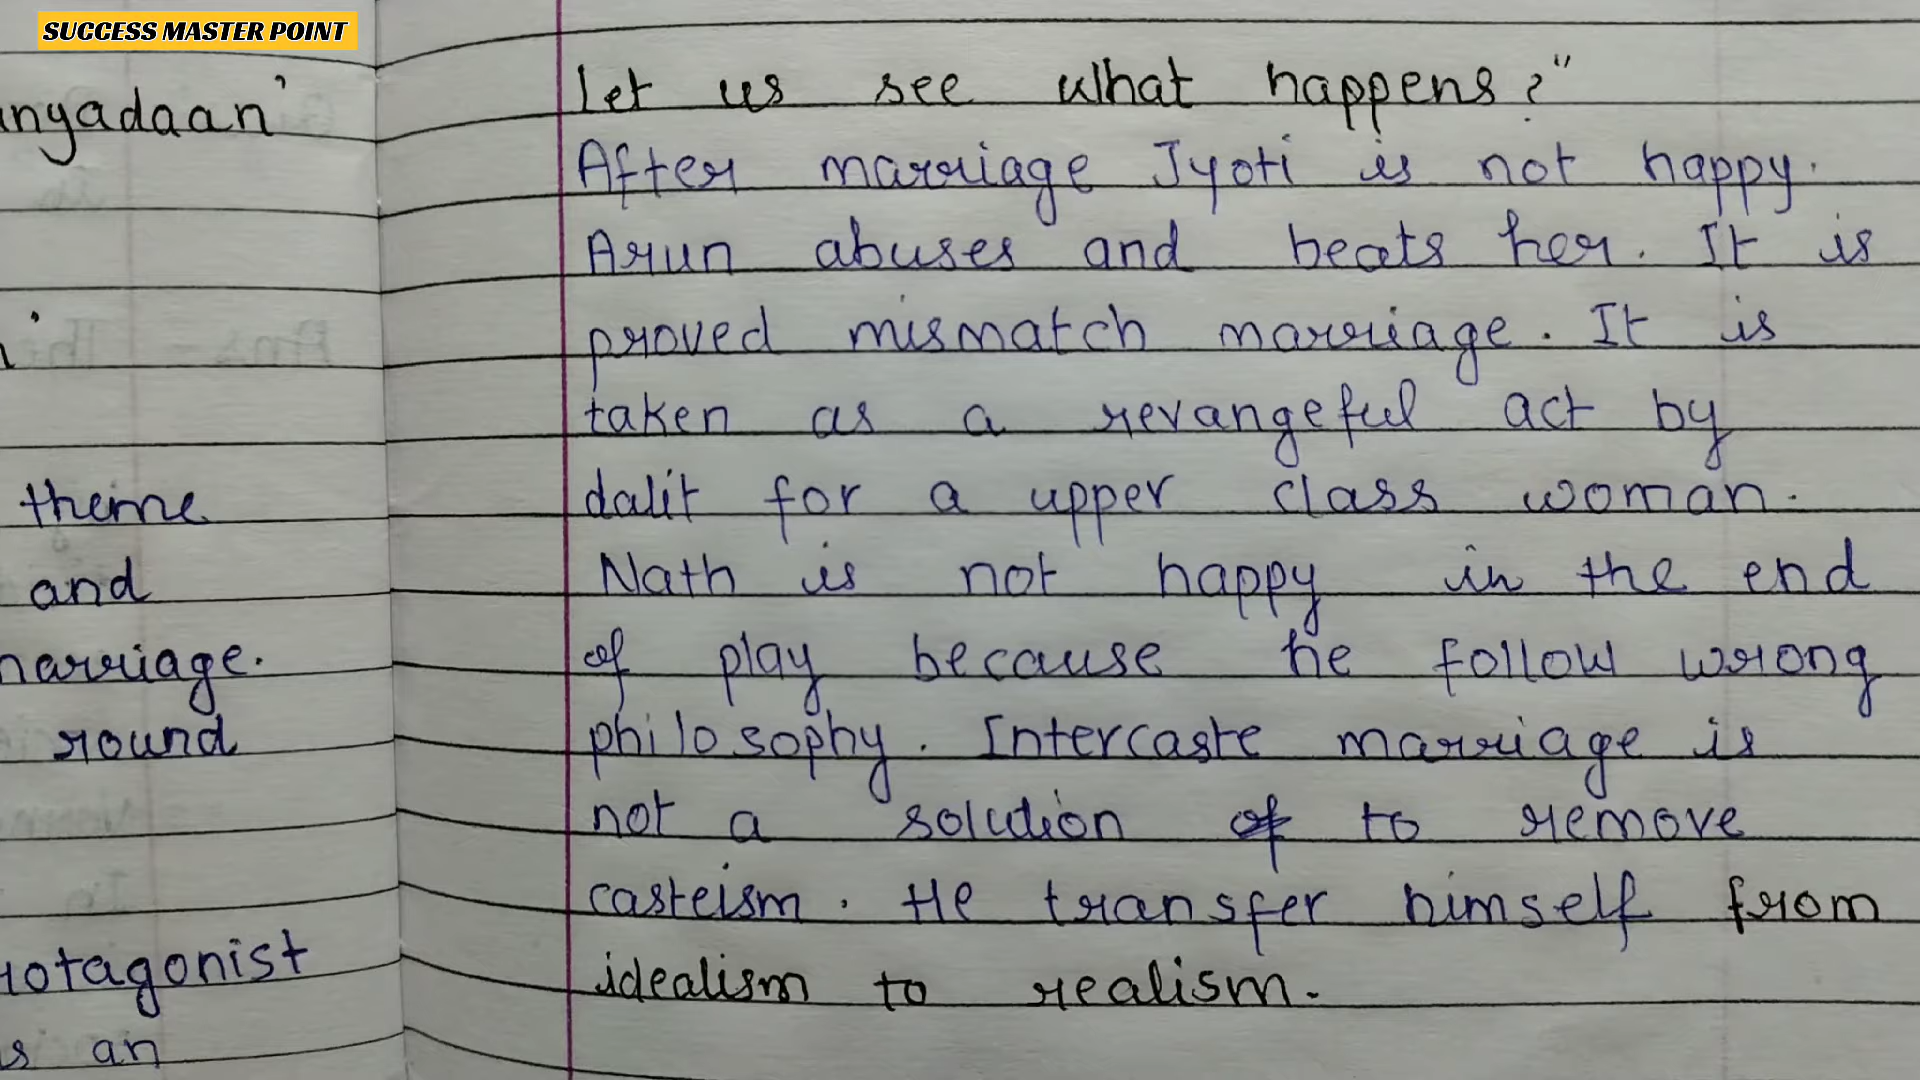 SUCCESS MASTER POINT
anyadaan'
theme
and
marriage.
round
rotagonist
s an
Let us see what happens?"
After marriage Jyoti is not happy.
Arun abuses and beats her. It is
proved mismatch marriage. It is
taken as a revangeful act by
dalit for a upper class woman.
Nath is not happy in the end
of play because he follow wrong
philosophy. Intercaste marriage is
not a solution of to remove
casteism. He transfer himself from
idealism to realism.